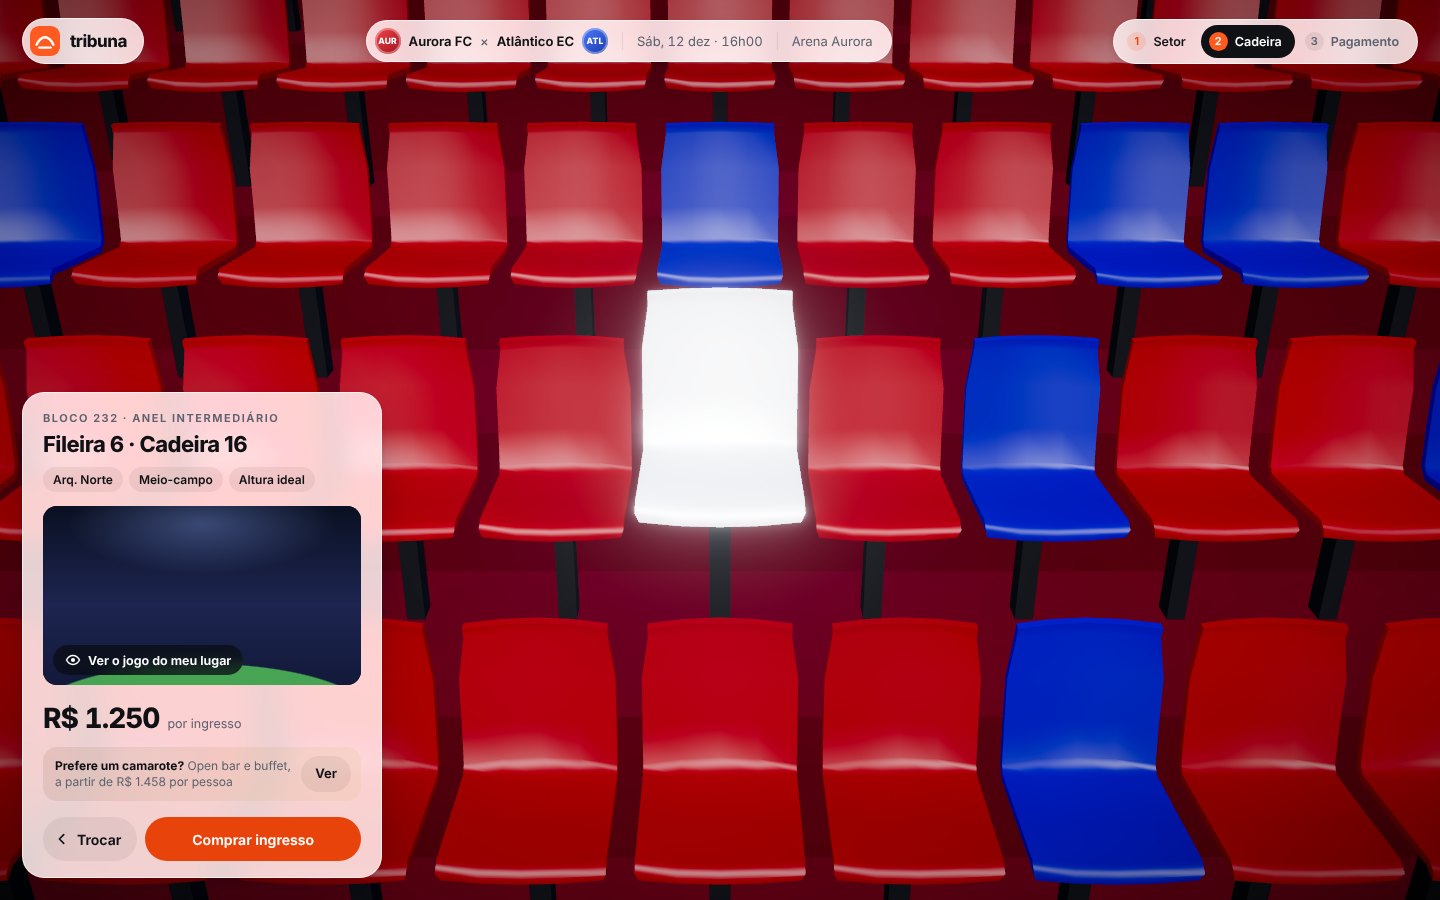 tribuna
AUR Aurora FC × Atlântico EC ATL Sáb, 12 dez · 16h00 Arena Aurora
1 Setor 2 Cadeira 3 Pagamento
BLOCO 232 · ANEL INTERMEDIÁRIO
Fileira 6 · Cadeira 16
Arq. Norte Meio-campo Altura ideal
Ver o jogo do meu lugar
R$ 1.250 por ingresso
Prefere um camarote? Open bar e buffet,
a partir de R$ 1.458 por pessoa
Ver
Trocar Comprar ingresso